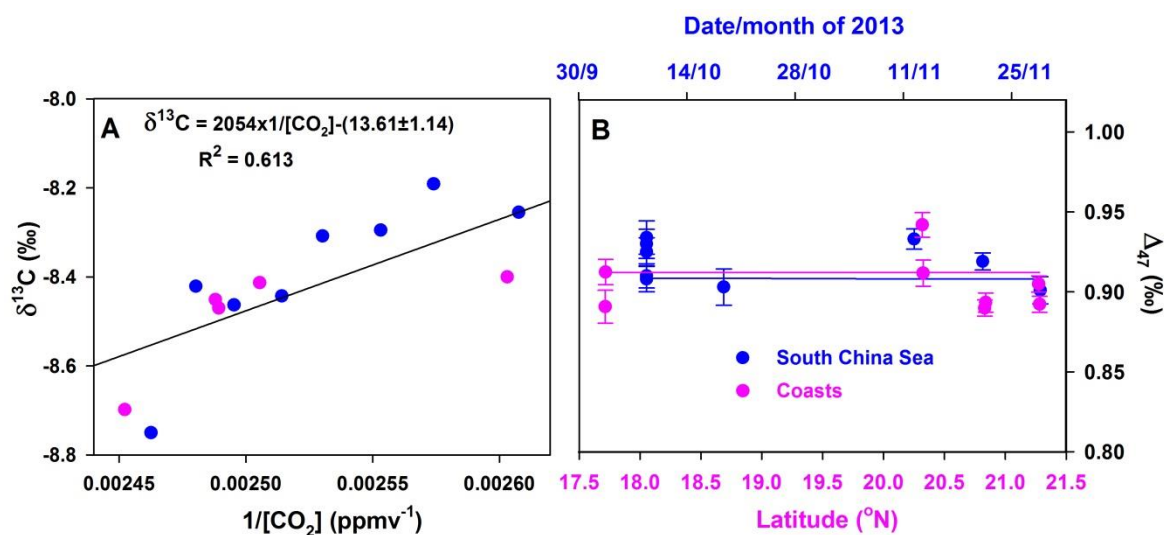 Date/month of 2013
30/9 14/10 28/10 11/11 25/11
A
δ¹³C = 2054x1/[CO₂]-(13.61±1.14)
R² = 0.613
B
-8.0
-8.2
-8.4
-8.6
-8.8
δ¹³C (‰)
1.00
0.95
0.90
0.85
0.80
Δ₄₇ (‰)
South China Sea
Coasts
0.00245 0.00250 0.00255 0.00260
1/[CO₂] (ppmv⁻¹)
17.5 18.0 18.5 19.0 19.5 20.0 20.5 21.0 21.5
Latitude (°N)